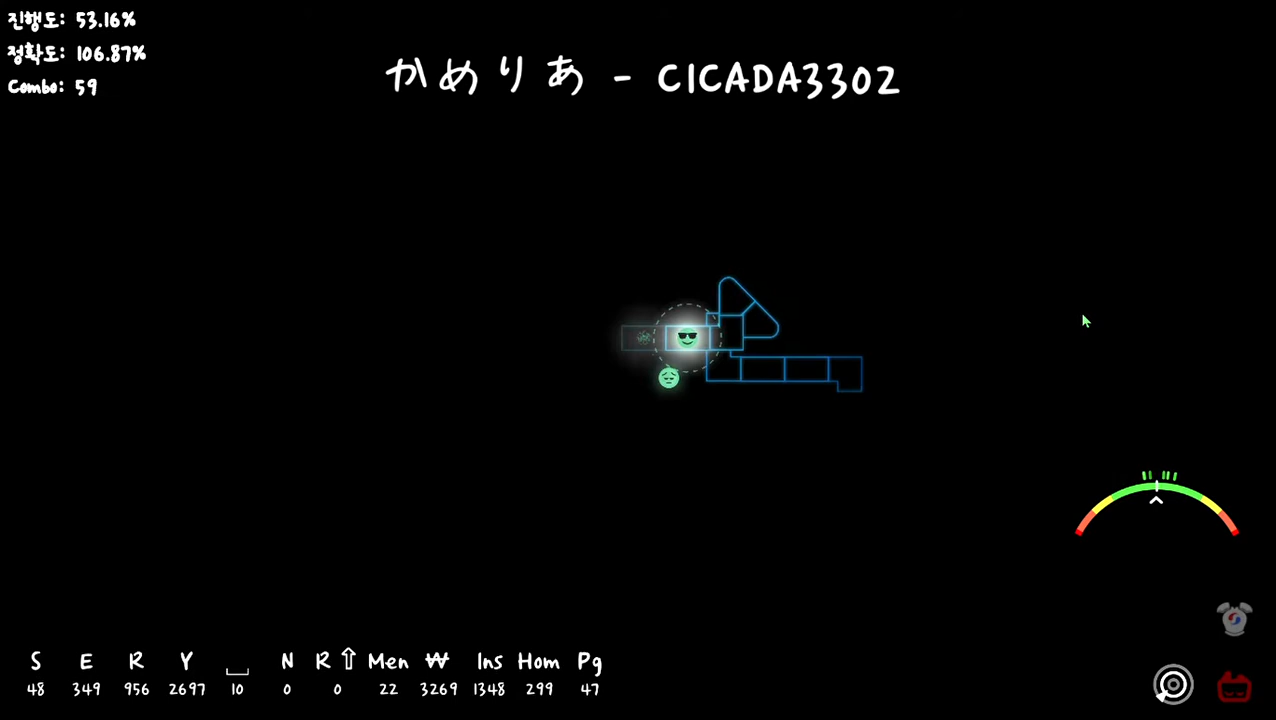 진행도: 53.16%
정확도: 106.87%
Combo: 59
かめりあ - CICADA3302
S E R Y ⎵ N R ⇧ Men ₩ Ins Hom Pg
48 349 956 2697 10 0 0 22 3269 1348 299 47